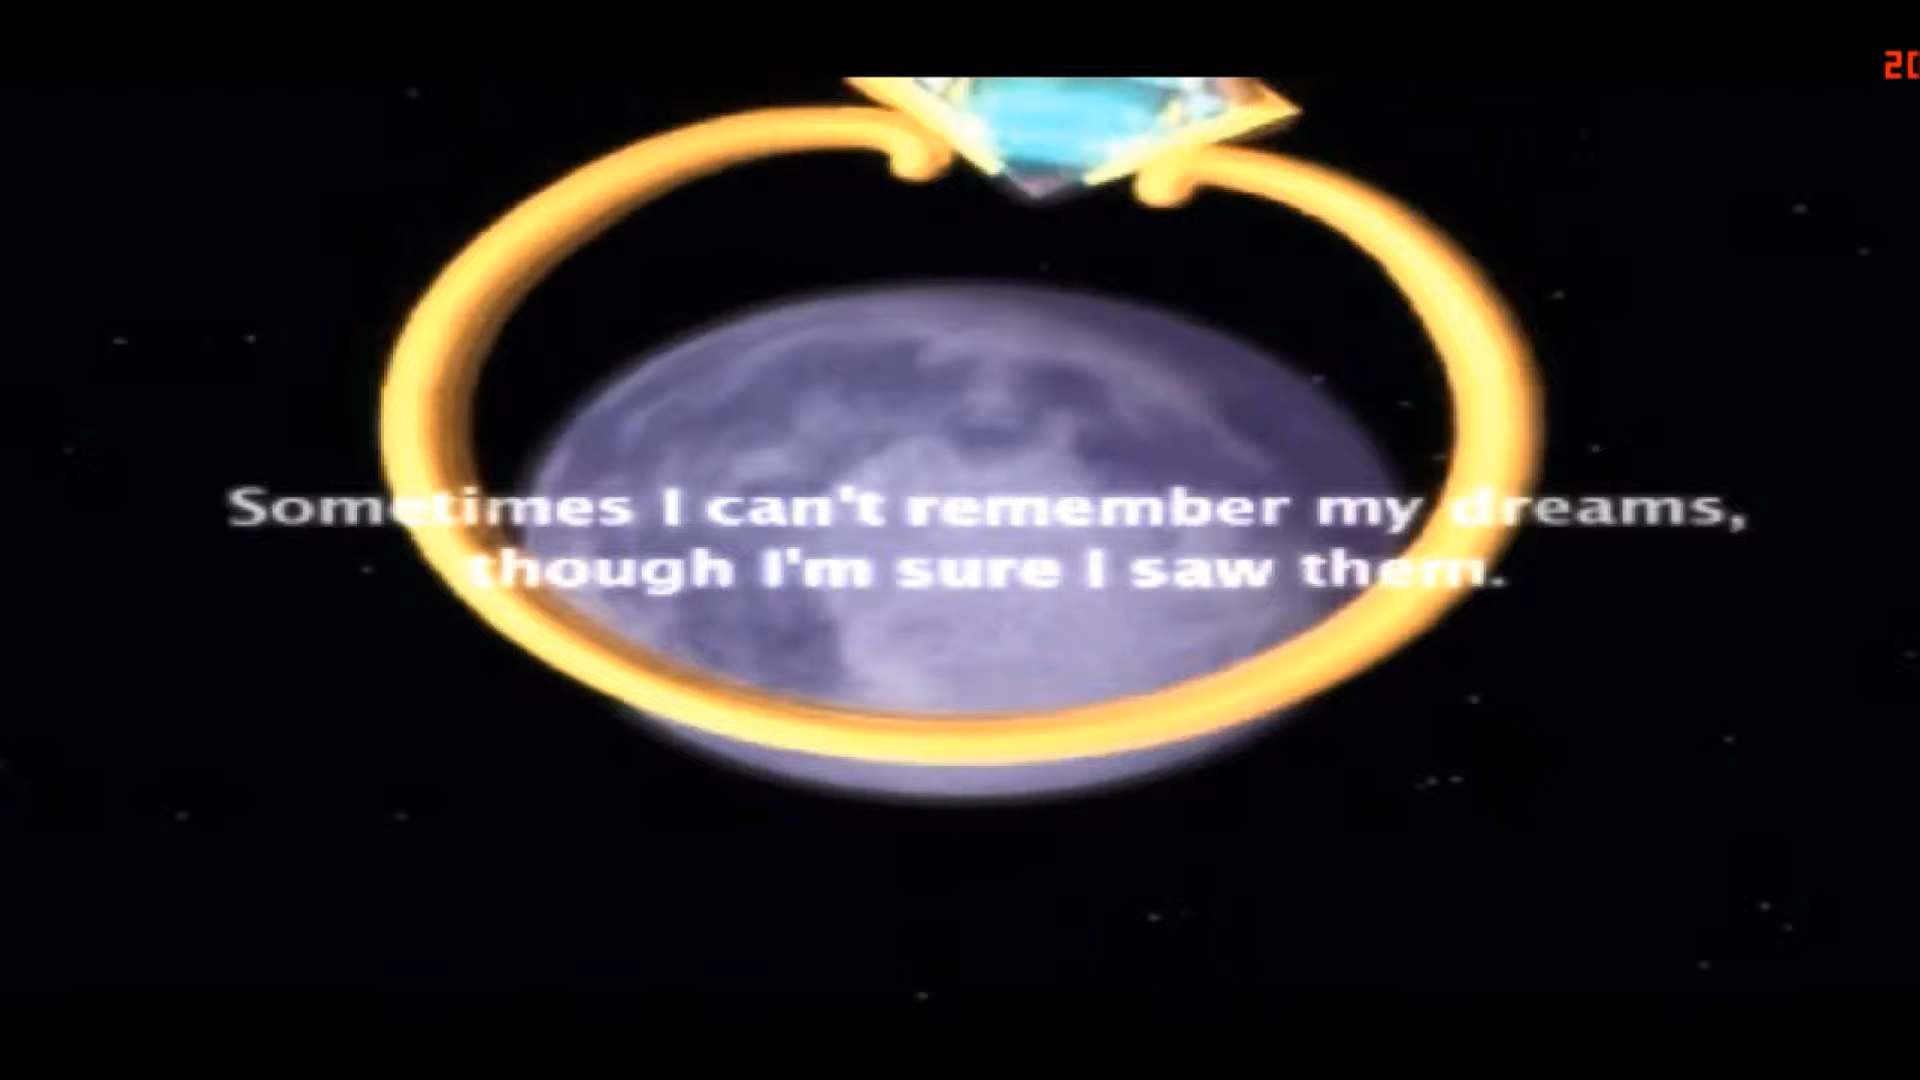 Sometimes I can't remember my dreams,
though I'm sure I saw them.